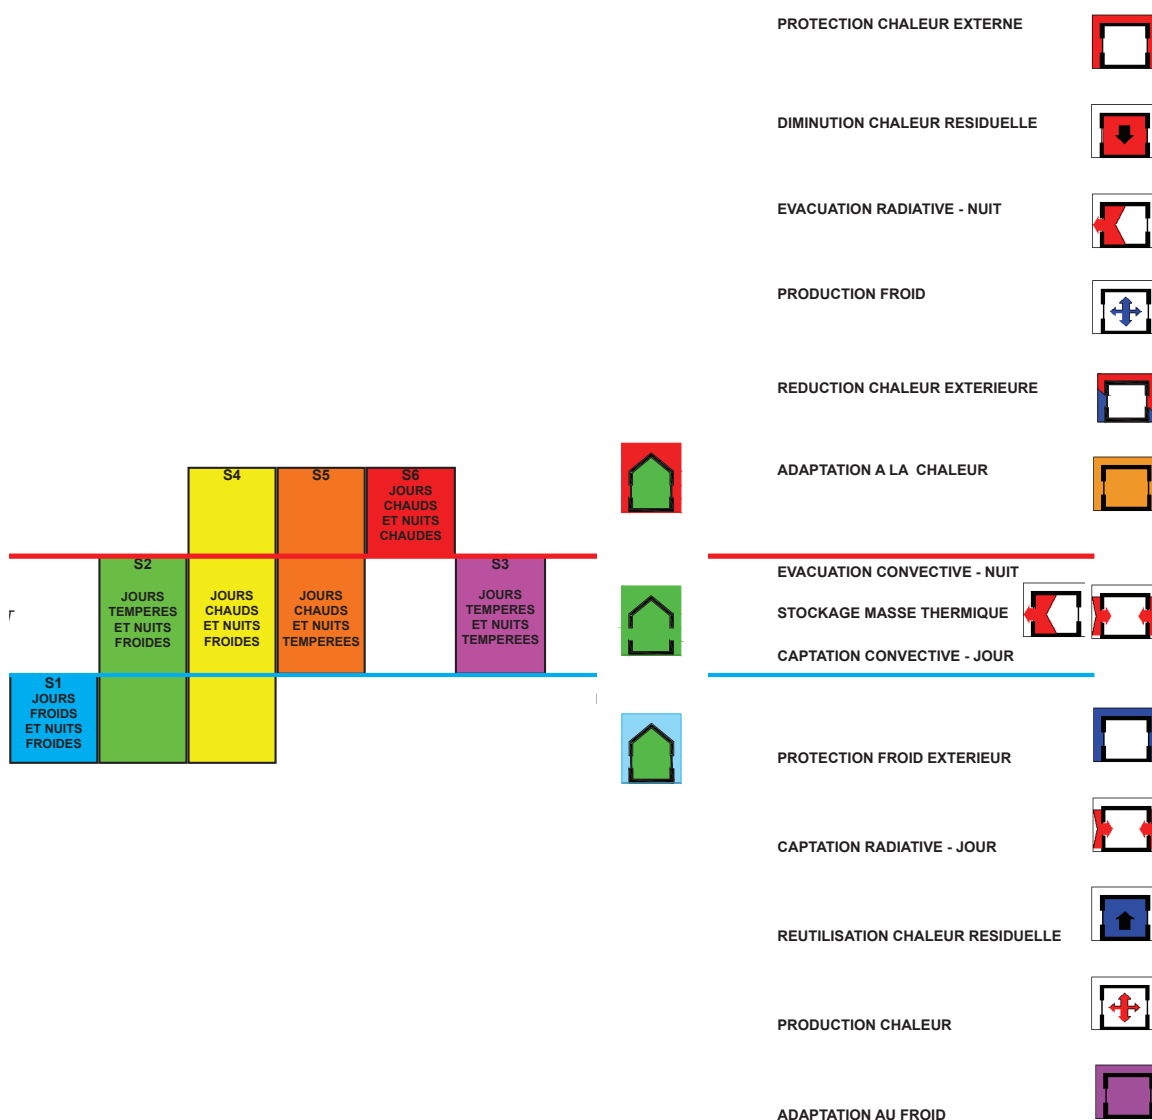 PROTECTION CHALEUR EXTERNE
DIMINUTION CHALEUR RESIDUELLE
EVACUATION RADIATIVE - NUIT
PRODUCTION FROID
REDUCTION CHALEUR EXTERIEURE
ADAPTATION A LA CHALEUR
S4
JOURS
CHAUDS
ET NUITS
FROIDES
S5
JOURS
CHAUDS
ET NUITS
TEMPEREES
S6
JOURS
CHAUDS
ET NUITS
CHAUDES
S2
JOURS
TEMPERES
ET NUITS
FROIDES
S3
JOURS
TEMPERES
ET NUITS
TEMPEREES
S1
JOURS
FROIDS
ET NUITS
FROIDES
EVACUATION CONVECTIVE - NUIT
STOCKAGE MASSE THERMIQUE
CAPTATION CONVECTIVE - JOUR
PROTECTION FROID EXTERIEUR
CAPTATION RADIATIVE - JOUR
REUTILISATION CHALEUR RESIDUELLE
PRODUCTION CHALEUR
ADAPTATION AU FROID